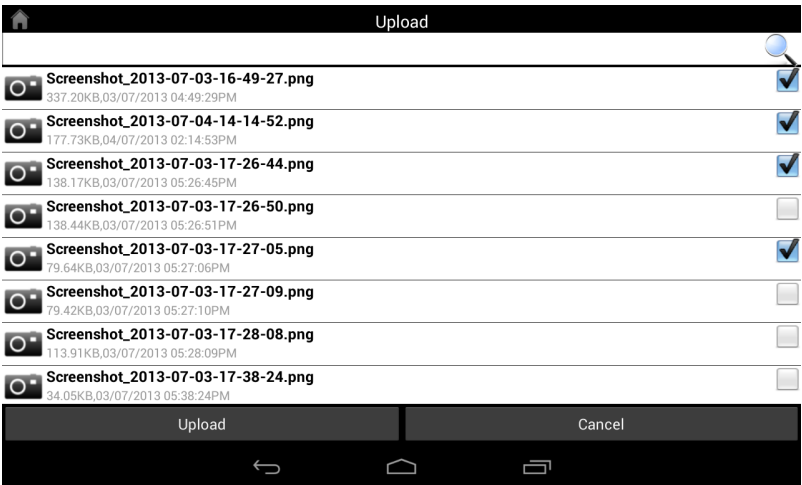 Upload
Screenshot_2013-07-03-16-49-27.png
337.20KB,03/07/2013 04:49:29PM
Screenshot_2013-07-04-14-14-52.png
177.73KB,04/07/2013 02:14:53PM
Screenshot_2013-07-03-17-26-44.png
138.17KB,03/07/2013 05:26:45PM
Screenshot_2013-07-03-17-26-50.png
138.44KB,03/07/2013 05:26:51PM
Screenshot_2013-07-03-17-27-05.png
79.64KB,03/07/2013 05:27:06PM
Screenshot_2013-07-03-17-27-09.png
79.42KB,03/07/2013 05:27:10PM
Screenshot_2013-07-03-17-28-08.png
113.91KB,03/07/2013 05:28:09PM
Screenshot_2013-07-03-17-38-24.png
34.05KB,03/07/2013 05:38:24PM
Upload
Cancel